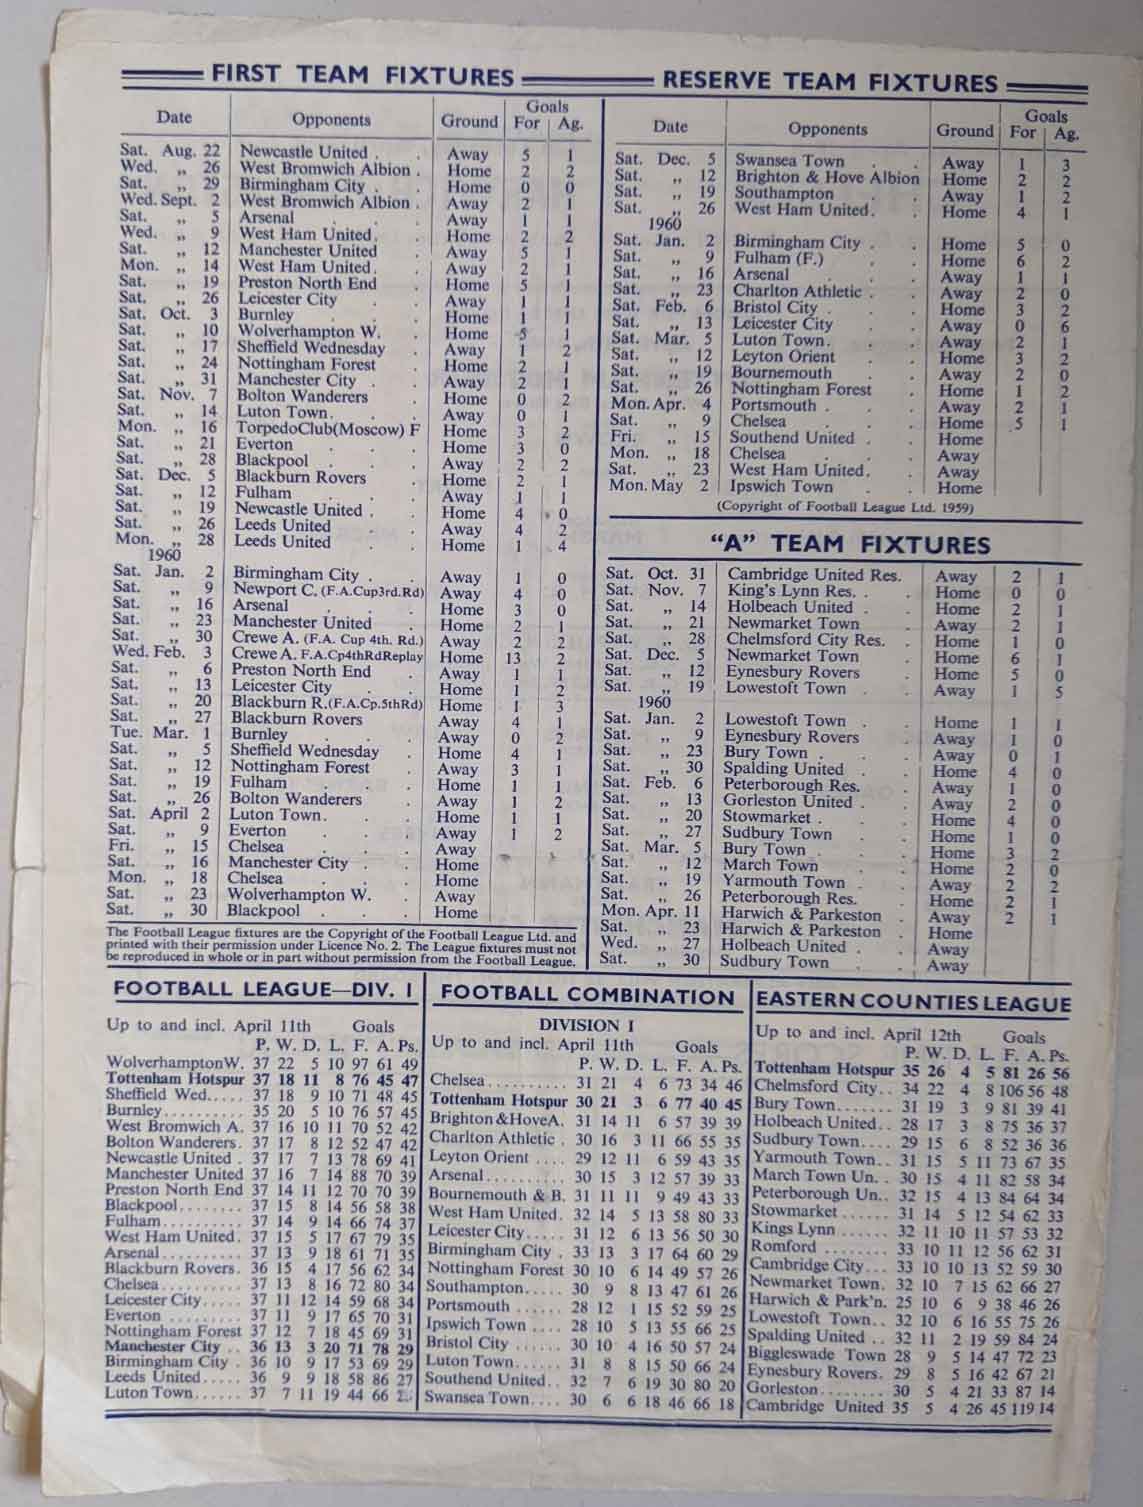 FIRST TEAM FIXTURES
Date Opponents Ground Goals For Ag.
Sat. Aug. 22 Newcastle United . . Away 5 1
Wed. „ 26 West Bromwich Albion . Home 2 2
Sat. „ 29 Birmingham City . . Home 0 0
Wed. Sept. 2 West Bromwich Albion . Away 2 1
Sat. „ 5 Arsenal . . . Away 1 1
Wed. „ 9 West Ham United . . Home 2 2
Sat. „ 12 Manchester United . Away 5 1
Mon. „ 14 West Ham United . . Away 2 1
Sat. „ 19 Preston North End . Home 5 1
Sat. „ 26 Leicester City . . Away 1 1
Sat. Oct. 3 Burnley . . . Home 1 1
Sat. „ 10 Wolverhampton W. . Home 5 1
Sat. „ 17 Sheffield Wednesday . Away 1 2
Sat. „ 24 Nottingham Forest . Home 2 1
Sat. „ 31 Manchester City . . Away 2 1
Sat. Nov. 7 Bolton Wanderers . Home 0 2
Sat. „ 14 Luton Town . . . Away 0 1
Mon. „ 16 Torpedo Club (Moscow) F Home 3 2
Sat. „ 21 Everton . . . Home 3 0
Sat. „ 28 Blackpool . . . Away 2 2
Sat. Dec. 5 Blackburn Rovers . Home 2 1
Sat. „ 12 Fulham . . . Away 1 1
Sat. „ 19 Newcastle United . . Home 4 0
Sat. „ 26 Leeds United . . Away 4 2
Mon. „ 28 Leeds United . . Home 1 4
1960
Sat. Jan. 2 Birmingham City . . Away 1 0
Sat. „ 9 Newport C. (F.A.Cup3rd.Rd) Away 4 0
Sat. „ 16 Arsenal . . . Home 3 0
Sat. „ 23 Manchester United . Home 2 1
Sat. „ 30 Crewe A. (F.A. Cup 4th. Rd.) Away 2 2
Wed. Feb. 3 Crewe A. F.A.Cp4thRdReplay Home 13 2
Sat. „ 6 Preston North End . Away 1 1
Sat. „ 13 Leicester City . . Home 1 2
Sat. „ 20 Blackburn R.(F.A.Cp.5thRd) Home 1 3
Sat. „ 27 Blackburn Rovers . Away 4 1
Tue. Mar. 1 Burnley . . . Away 0 2
Sat. „ 5 Sheffield Wednesday . Home 4 1
Sat. „ 12 Nottingham Forest . Away 3 1
Sat. „ 19 Fulham . . . Home 1 1
Sat. „ 26 Bolton Wanderers . Away 1 2
Sat. April 2 Luton Town . . . Home 1 1
Sat. „ 9 Everton . . . Away 1 2
Fri. „ 15 Chelsea . . . Away
Sat. „ 16 Manchester City . . Home
Mon. „ 18 Chelsea . . . Home
Sat. „ 23 Wolverhampton W. . Away
Sat. „ 30 Blackpool . . . Home
The Football League fixtures are the Copyright of the Football League Ltd. and
printed with their permission under Licence No. 2. The League fixtures must not
be reproduced in whole or in part without permission from the Football League.
RESERVE TEAM FIXTURES
Date Opponents Ground Goals For Ag.
Sat. Dec. 5 Swansea Town . . Away 1 3
Sat. „ 12 Brighton & Hove Albion Home 2 2
Sat. „ 19 Southampton . . Away 1 2
Sat. „ 26 West Ham United . . Home 4 1
1960
Sat. Jan. 2 Birmingham City . . Home 5 0
Sat. „ 9 Fulham (F.) . . Home 6 2
Sat. „ 16 Arsenal . . . Away 1 1
Sat. „ 23 Charlton Athletic . . Away 2 0
Sat. Feb. 6 Bristol City . . . Home 3 2
Sat. „ 13 Leicester City . . Away 0 6
Sat. Mar. 5 Luton Town . . . Away 2 1
Sat. „ 12 Leyton Orient . . Home 3 2
Sat. „ 19 Bournemouth . . Away 2 0
Sat. „ 26 Nottingham Forest . Home 1 2
Mon. Apr. 4 Portsmouth . . . Away 2 1
Sat. „ 9 Chelsea . . . Home 5 1
Fri. „ 15 Southend United . . Home
Mon. „ 18 Chelsea . . . Away
Sat. „ 23 West Ham United . . Away
Mon. May 2 Ipswich Town . . Home
(Copyright of Football League Ltd. 1959)
“A” TEAM FIXTURES
Sat. Oct. 31 Cambridge United Res. Away 2 1
Sat. Nov. 7 King's Lynn Res. . . Home 0 0
Sat. „ 14 Holbeach United . . Home 2 1
Sat. „ 21 Newmarket Town . Away 2 1
Sat. „ 28 Chelmsford City Res. Home 1 0
Sat. Dec. 5 Newmarket Town . Home 6 1
Sat. „ 12 Eynesbury Rovers . Home 5 0
Sat. „ 19 Lowestoft Town . . Away 1 5
1960
Sat. Jan. 2 Lowestoft Town . . Home 1 1
Sat. „ 9 Eynesbury Rovers . Away 1 0
Sat. „ 23 Bury Town . . . Away 0 1
Sat. „ 30 Spalding United . . Home 4 0
Sat. Feb. 6 Peterborough Res. . Away 1 0
Sat. „ 13 Gorleston United . . Away 2 0
Sat. „ 20 Stowmarket . . . Home 4 0
Sat. „ 27 Sudbury Town . . Home 1 0
Sat. Mar. 5 Bury Town . . . Home 3 2
Sat. „ 12 March Town . . Home 2 0
Sat. „ 19 Yarmouth Town . . Away 2 2
Sat. „ 26 Peterborough Res. . Home 2 1
Mon. Apr. 11 Harwich & Parkeston . Away 2 1
Sat. „ 23 Harwich & Parkeston . Home
Wed. „ 27 Holbeach United . . Away
Sat. „ 30 Sudbury Town . . Away
FOOTBALL LEAGUE—DIV. I
Up to and incl. April 11th Goals
P. W. D. L. F. A. Ps.
Wolverhampton W. 37 22 5 10 97 61 49
Tottenham Hotspur 37 18 11 8 76 45 47
Sheffield Wed..... 37 18 9 10 71 48 45
Burnley.......... 35 20 5 10 76 57 45
West Bromwich A. 37 16 10 11 70 52 42
Bolton Wanderers. 37 17 8 12 52 47 42
Newcastle United . 37 17 7 13 78 69 41
Manchester United 37 16 7 14 88 70 39
Preston North End 37 14 11 12 70 70 39
Blackpool........ 37 15 8 14 56 58 38
Fulham.......... 37 14 9 14 66 74 37
West Ham United. 37 15 5 17 67 79 35
Arsenal.......... 37 13 9 18 61 71 35
Blackburn Rovers. 36 15 4 17 56 62 34
Chelsea.......... 37 13 8 16 72 80 34
Leicester City..... 37 11 12 14 59 68 34
Everton.......... 37 11 9 17 65 70 31
Nottingham Forest 37 12 7 18 45 69 31
Manchester City .. 36 13 3 20 71 78 29
Birmingham City . 36 10 9 17 53 69 29
Leeds United..... 36 9 9 18 58 86 27
Luton Town...... 37 7 11 19 44 66
FOOTBALL COMBINATION
DIVISION I
Up to and incl. April 11th Goals
P. W. D. L. F. A. Ps.
Chelsea.......... 31 21 4 6 73 34 46
Tottenham Hotspur 30 21 3 6 77 40 45
Brighton & Hove A. 31 14 11 6 57 39 39
Charlton Athletic . 30 16 3 11 66 55 35
Leyton Orient .... 29 12 11 6 59 43 35
Arsenal.......... 30 15 3 12 57 39 33
Bournemouth & B. 31 11 11 9 49 43 33
West Ham United. 32 14 5 13 58 80 33
Leicester City..... 31 12 6 13 56 50 30
Birmingham City . 33 13 3 17 64 60 29
Nottingham Forest 30 10 6 14 49 57 26
Southampton..... 30 9 8 13 47 61 26
Portsmouth ...... 28 12 1 15 52 59 25
Ipswich Town .... 28 10 5 13 55 66 25
Bristol City ...... 30 10 4 16 50 57 24
Luton Town...... 31 8 8 15 50 66 24
Southend United.. 32 7 6 19 30 80 20
Swansea Town.... 30 6 6 18 46 66 18
EASTERN COUNTIES LEAGUE
Up to and incl. April 12th Goals
P. W. D. L. F. A. Ps.
Tottenham Hotspur 35 26 4 5 81 26 56
Chelmsford City.. 34 22 4 8 106 56 48
Bury Town....... 31 19 3 9 81 39 41
Holbeach United.. 28 17 3 8 75 36 37
Sudbury Town.... 29 15 6 8 52 36 36
Yarmouth Town.. 31 15 5 11 73 67 35
March Town Un.. 30 15 4 11 82 58 34
Peterborough Un.. 32 15 4 13 84 64 34
Stowmarket ...... 31 14 5 12 54 62 33
Kings Lynn ...... 32 11 10 11 57 53 32
Romford ........ 33 10 11 12 56 62 31
Cambridge City... 33 10 10 13 52 59 30
Newmarket Town. 32 10 7 15 62 66 27
Harwich & Park'n. 25 10 6 9 38 46 26
Lowestoft Town.. 32 10 6 16 55 75 26
Spalding United .. 32 11 2 19 59 84 24
Biggleswade Town 28 9 5 14 47 72 23
Eynesbury Rovers. 29 8 5 16 42 67 21
Gorleston........ 30 5 4 21 33 87 14
Cambridge United 35 5 4 26 45 119 14